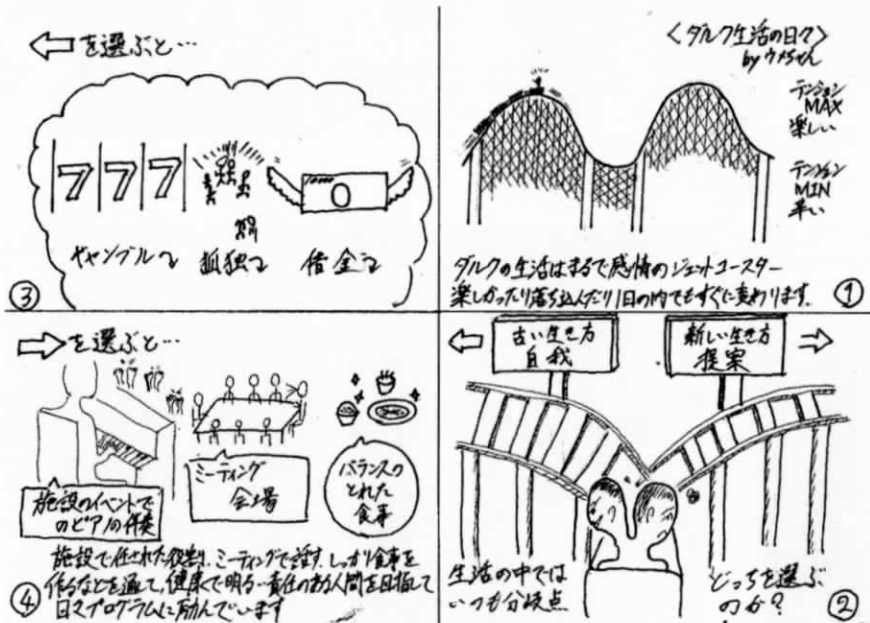 ＜ダルク生活の日々＞
by ウメちゃん
テンション
MAX
楽しい
テンション
MIN
辛い
ダルクの生活はまるで感情のジェットコースター
楽しかったり落ち込んだり1日の内でもすぐに変わります。
①
古い生き方
自我
新しい生き方
提案
生活の中では
いつも分岐点
どっちを選ぶ
のか?
②
⇦を選ぶと…
7 7 7
ギャンブル
孤独
借金
③
⇨を選ぶと…
施設のイベントで
のピアノの伴奏
ミーティング
会場
バランスの
とれた
食事
施設で任された役割、ミーティングで話す、しっかり食事を
作るなどを通して、健康で明るい責任のある人間を目指して
日々プログラムに励んでいます
④